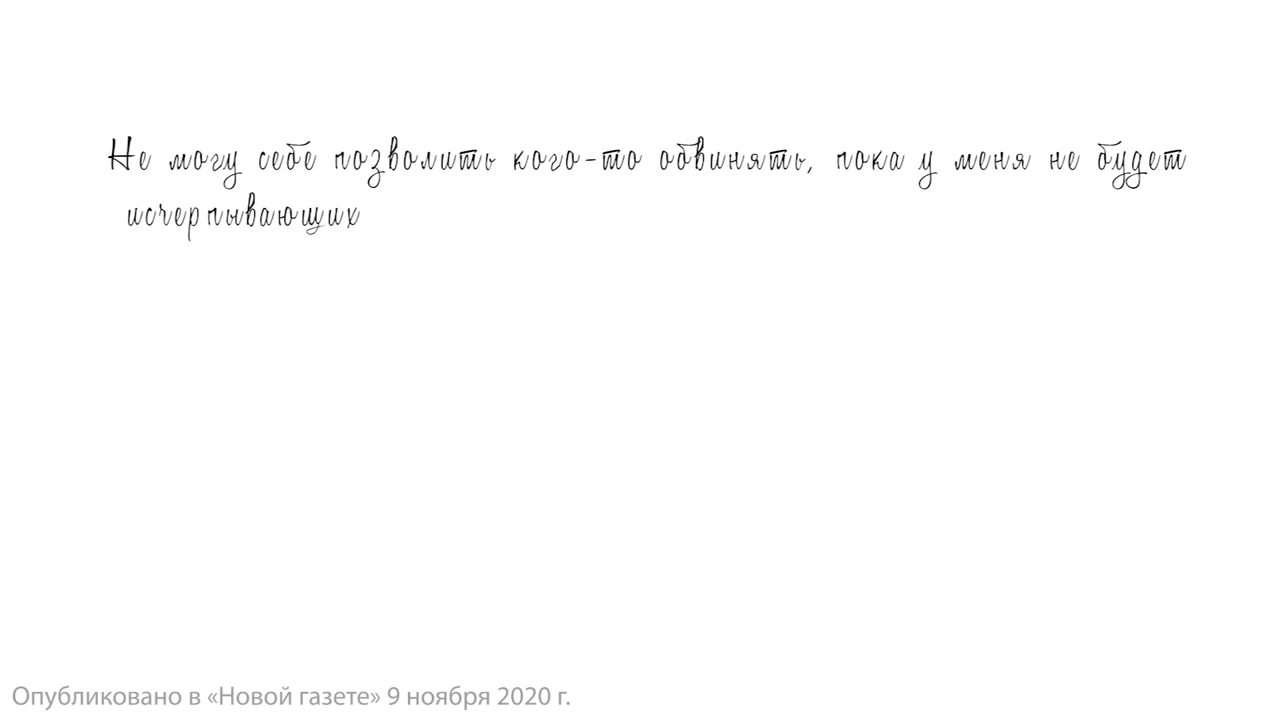 Не могу себе позволить кого-то обвинять, пока у меня не будет
исчерпывающих
Опубликовано в «Новой газете» 9 ноября 2020 г.